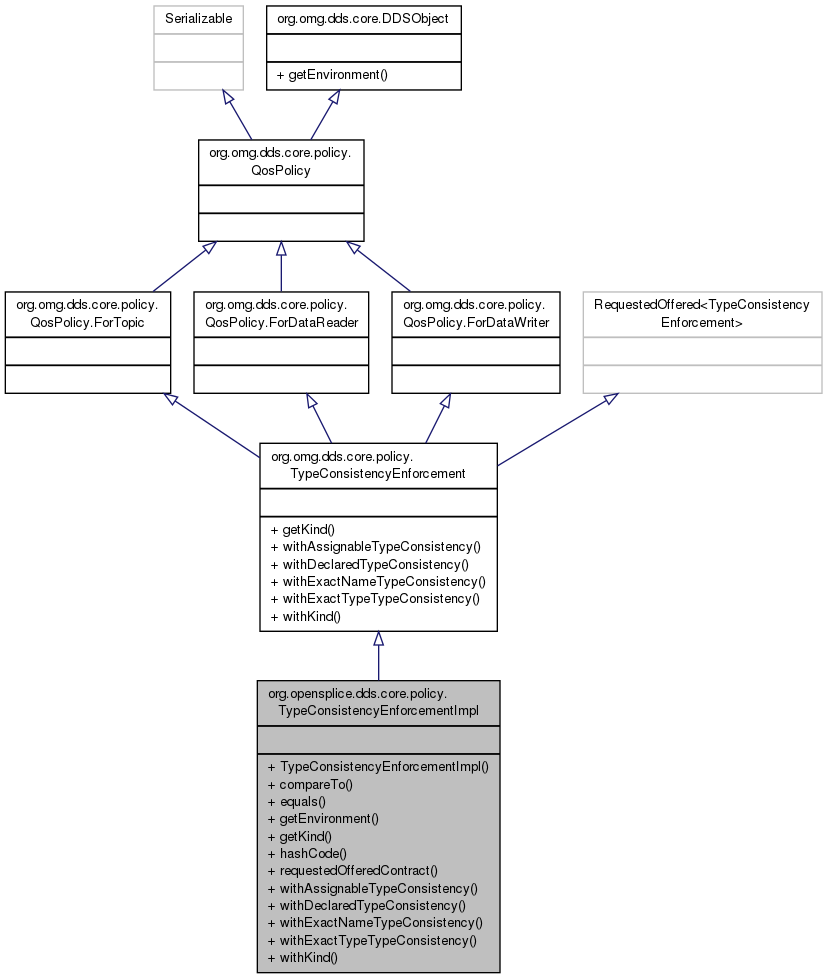 Serializable
org.omg.dds.core.DDSObject
+ getEnvironment()
org.omg.dds.core.policy.
QosPolicy
org.omg.dds.core.policy.
QosPolicy.ForTopic
org.omg.dds.core.policy.
QosPolicy.ForDataReader
org.omg.dds.core.policy.
QosPolicy.ForDataWriter
RequestedOffered<TypeConsistency
Enforcement>
org.omg.dds.core.policy.
TypeConsistencyEnforcement
+ getKind()
+ withAssignableTypeConsistency()
+ withDeclaredTypeConsistency()
+ withExactNameTypeConsistency()
+ withExactTypeTypeConsistency()
+ withKind()
org.opensplice.dds.core.policy.
TypeConsistencyEnforcementImpl
+ TypeConsistencyEnforcementImpl()
+ compareTo()
+ equals()
+ getEnvironment()
+ getKind()
+ hashCode()
+ requestedOfferedContract()
+ withAssignableTypeConsistency()
+ withDeclaredTypeConsistency()
+ withExactNameTypeConsistency()
+ withExactTypeTypeConsistency()
+ withKind()